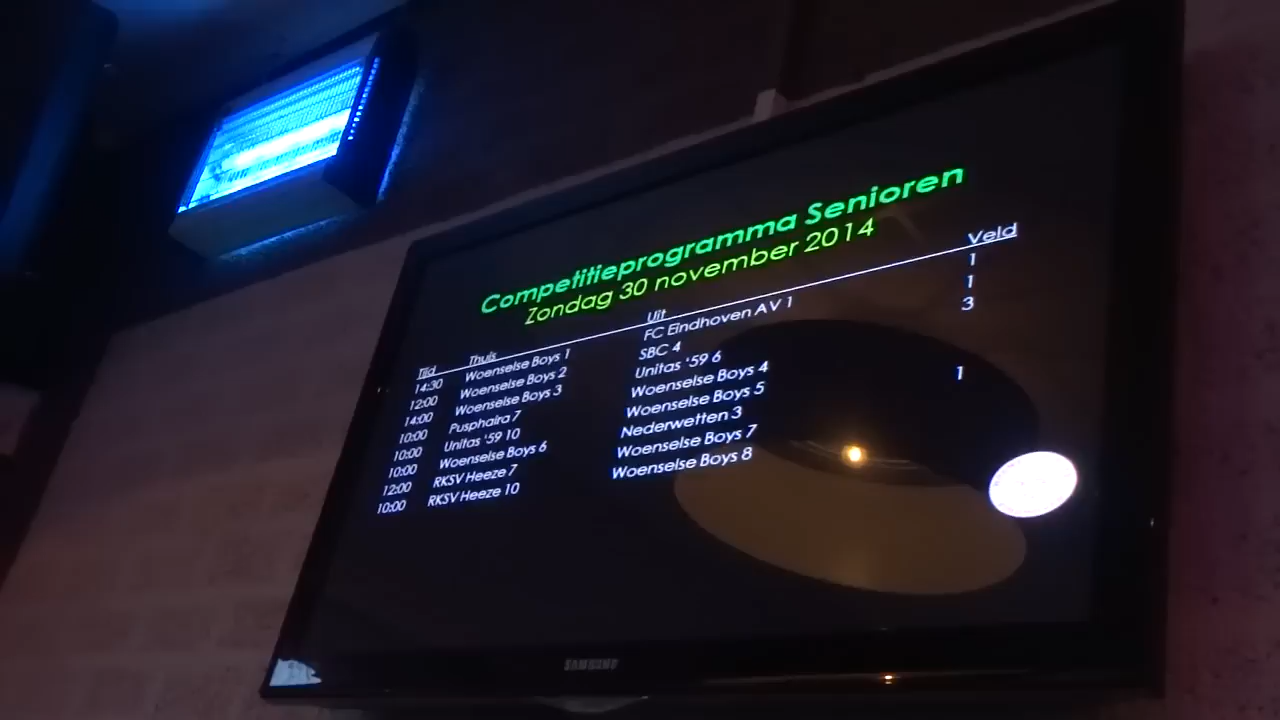 Competitieprogramma Senioren
Zondag 30 november 2014
Tijd Thuis Uit Veld
14:30 Woenselse Boys 1 FC Eindhoven AV 1 1
12:00 Woenselse Boys 2 SBC 4 1
14:00 Woenselse Boys 3 Unitas '59 6 3
10:00 Pusphaira 7 Woenselse Boys 4
10:00 Unitas '59 10 Woenselse Boys 5
10:00 Woenselse Boys 6 Nederwetten 3 1
12:00 RKSV Heeze 7 Woenselse Boys 7
10:00 RKSV Heeze 10 Woenselse Boys 8
SAMSUNG